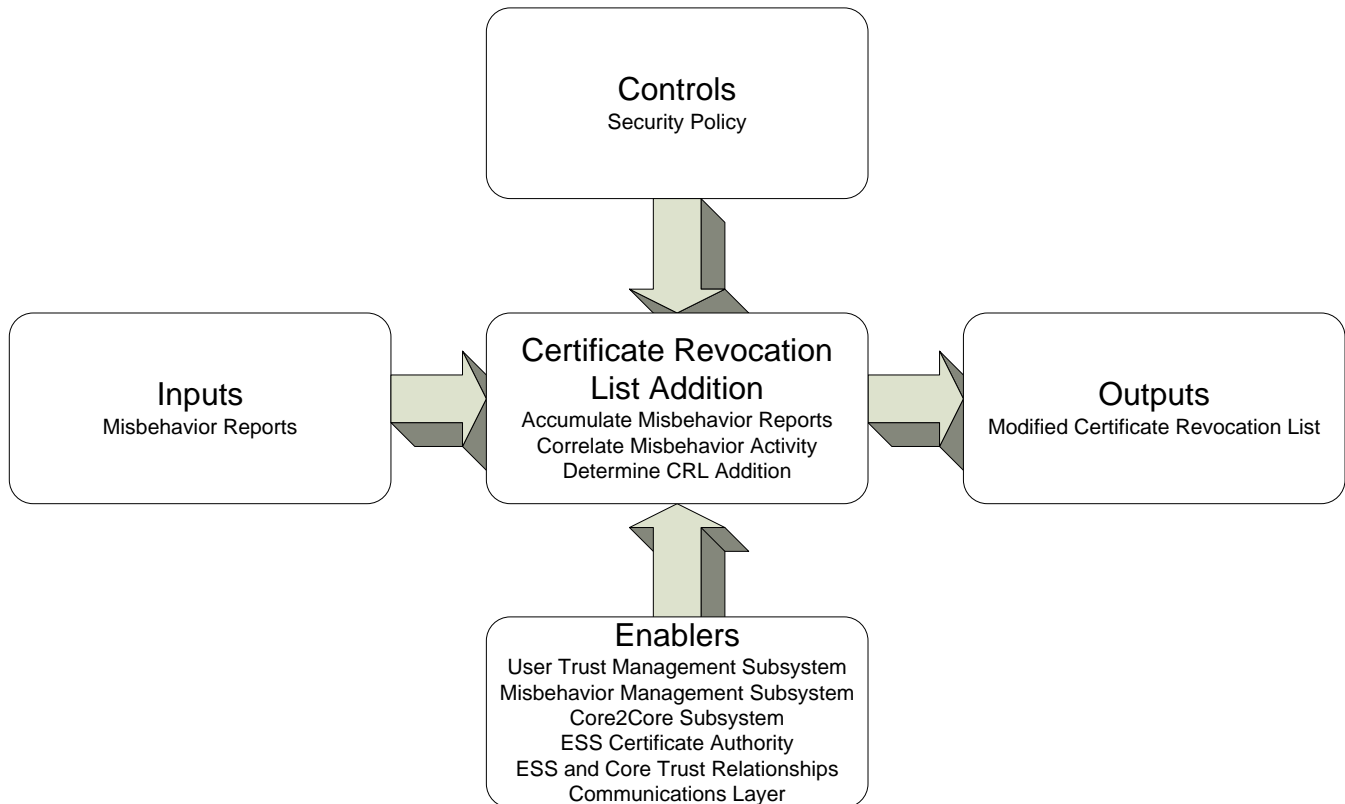 Controls
Security Policy
Inputs
Misbehavior Reports
Certificate Revocation
List Addition
Accumulate Misbehavior Reports
Correlate Misbehavior Activity
Determine CRL Addition
Outputs
Modified Certificate Revocation List
Enablers
User Trust Management Subsystem
Misbehavior Management Subsystem
Core2Core Subsystem
ESS Certificate Authority
ESS and Core Trust Relationships
Communications Layer